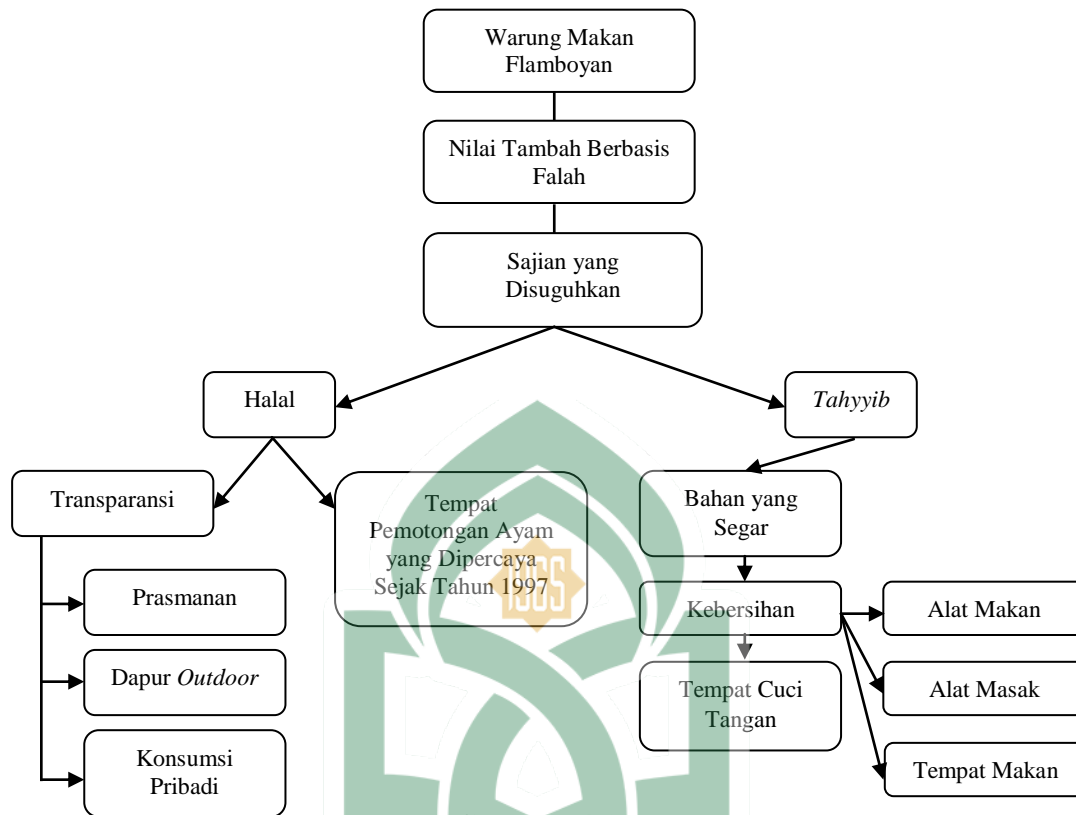 Warung Makan
Flamboyan
Nilai Tambah Berbasis
Falah
Sajian yang
Disuguhkan
Halal
Tahyyib
Transparansi
Tempat
Pemotongan Ayam
yang Dipercaya
Sejak Tahun 1997
Bahan yang
Segar
Prasmanan
Kebersihan
Alat Makan
Dapur Outdoor
Tempat Cuci
Tangan
Alat Masak
Konsumsi
Pribadi
Tempat Makan